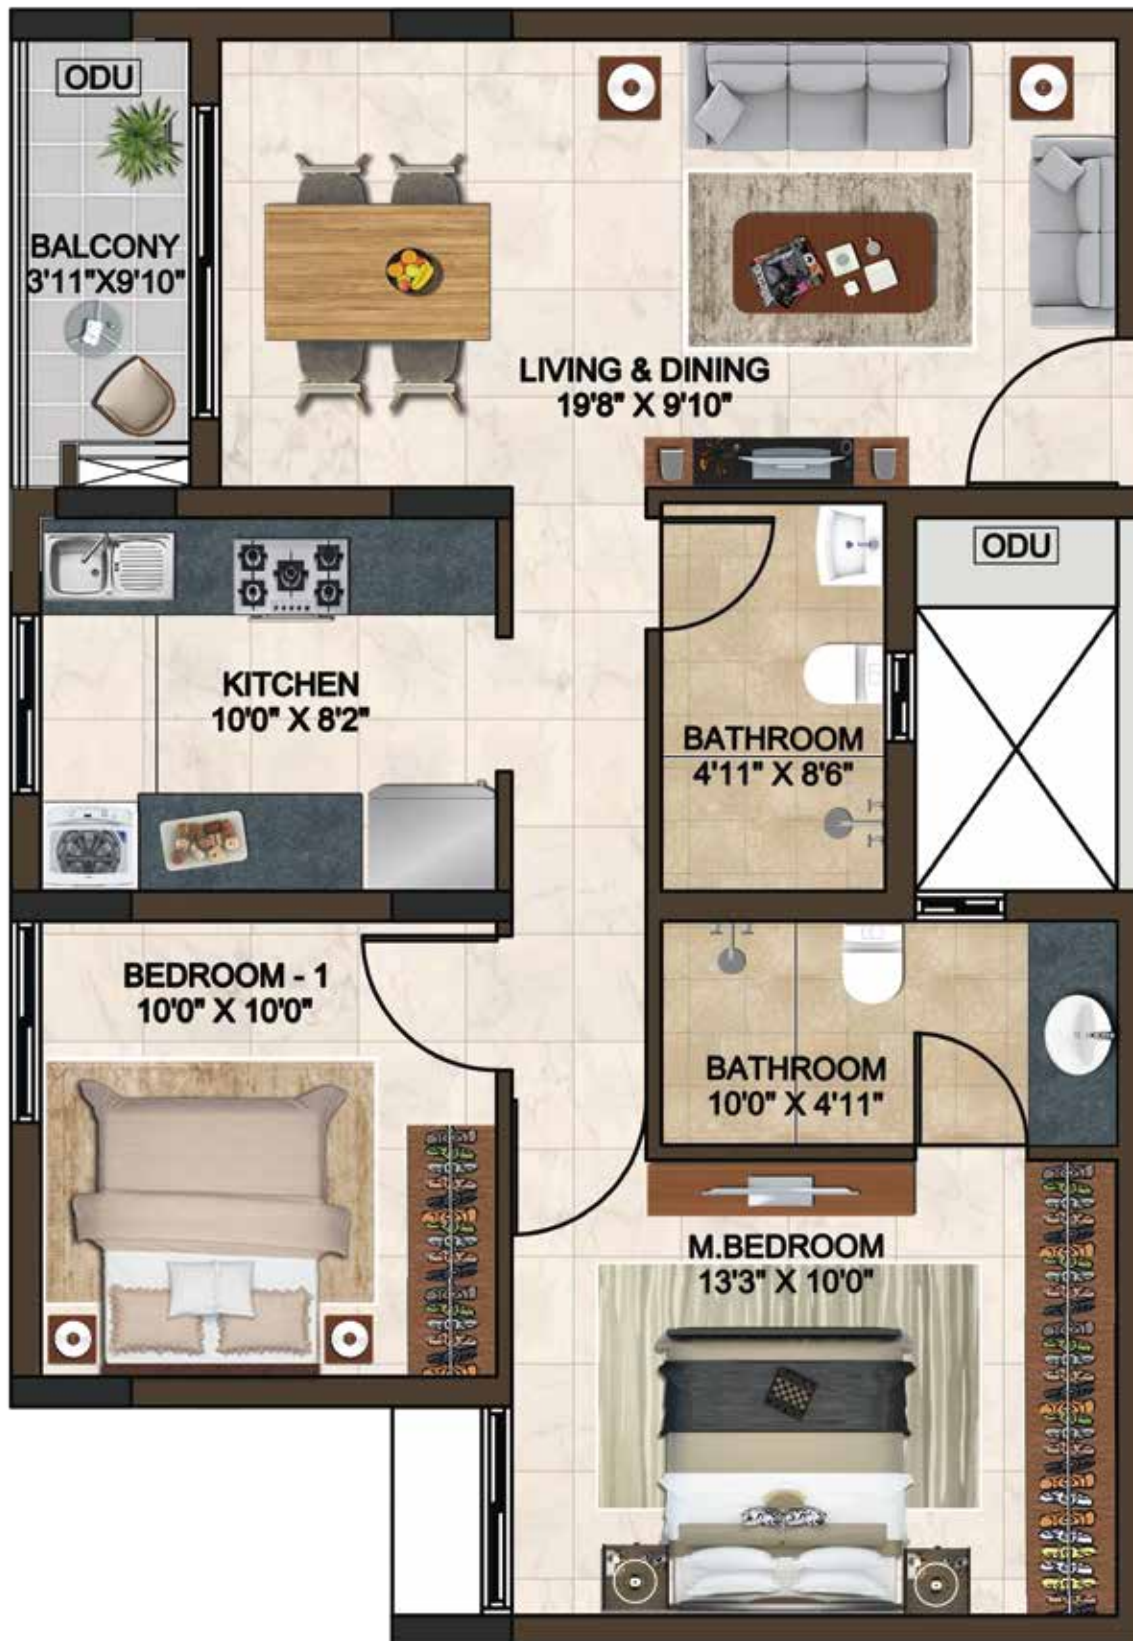 ODU
BALCONY
3'11"X9'10"
LIVING & DINING
19'8" X 9'10"
KITCHEN
10'0" X 8'2"
BATHROOM
4'11" X 8'6"
ODU
BEDROOM - 1
10'0" X 10'0"
BATHROOM
10'0" X 4'11"
M.BEDROOM
13'3" X 10'0"